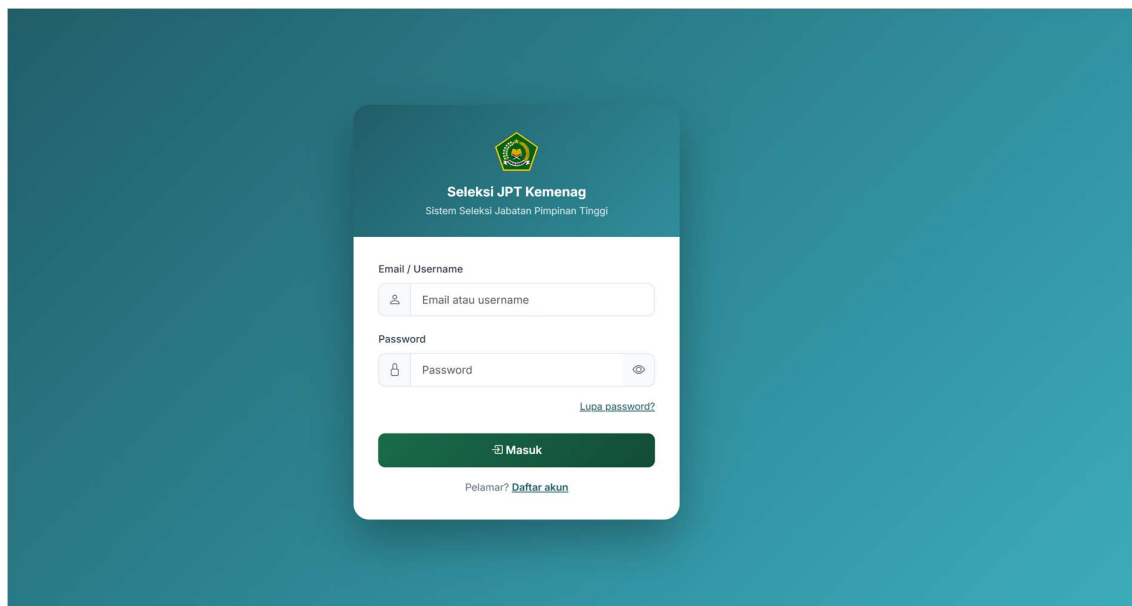 Seleksi JPT Kemenag
Sistem Seleksi Jabatan Pimpinan Tinggi
Email / Username
Email atau username
Password
Password
Lupa password?
Masuk
Pelamar? Daftar akun